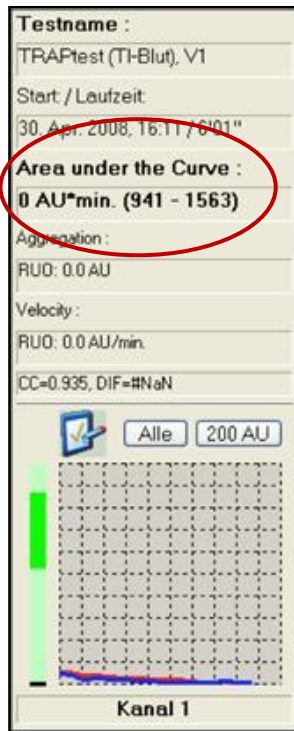 Testname :
TRAPtest (TI-Blut), V1
Start / Laufzeit:
30. Apr. 2008, 16:11 / 6'01"
Area under the Curve :
0 AU*min. (941 - 1563)
Aggregation :
RUO: 0.0 AU
Velocity :
RUO: 0.0 AU/min.
CC=0.935, DIF=#NaN
Alle
200 AU
Kanal 1